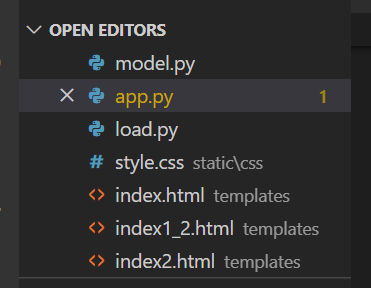 OPEN EDITORS
model.py
app.py 1
load.py
# style.css static\css
<> index.html templates
<> index1_2.html templates
<> index2.html templates